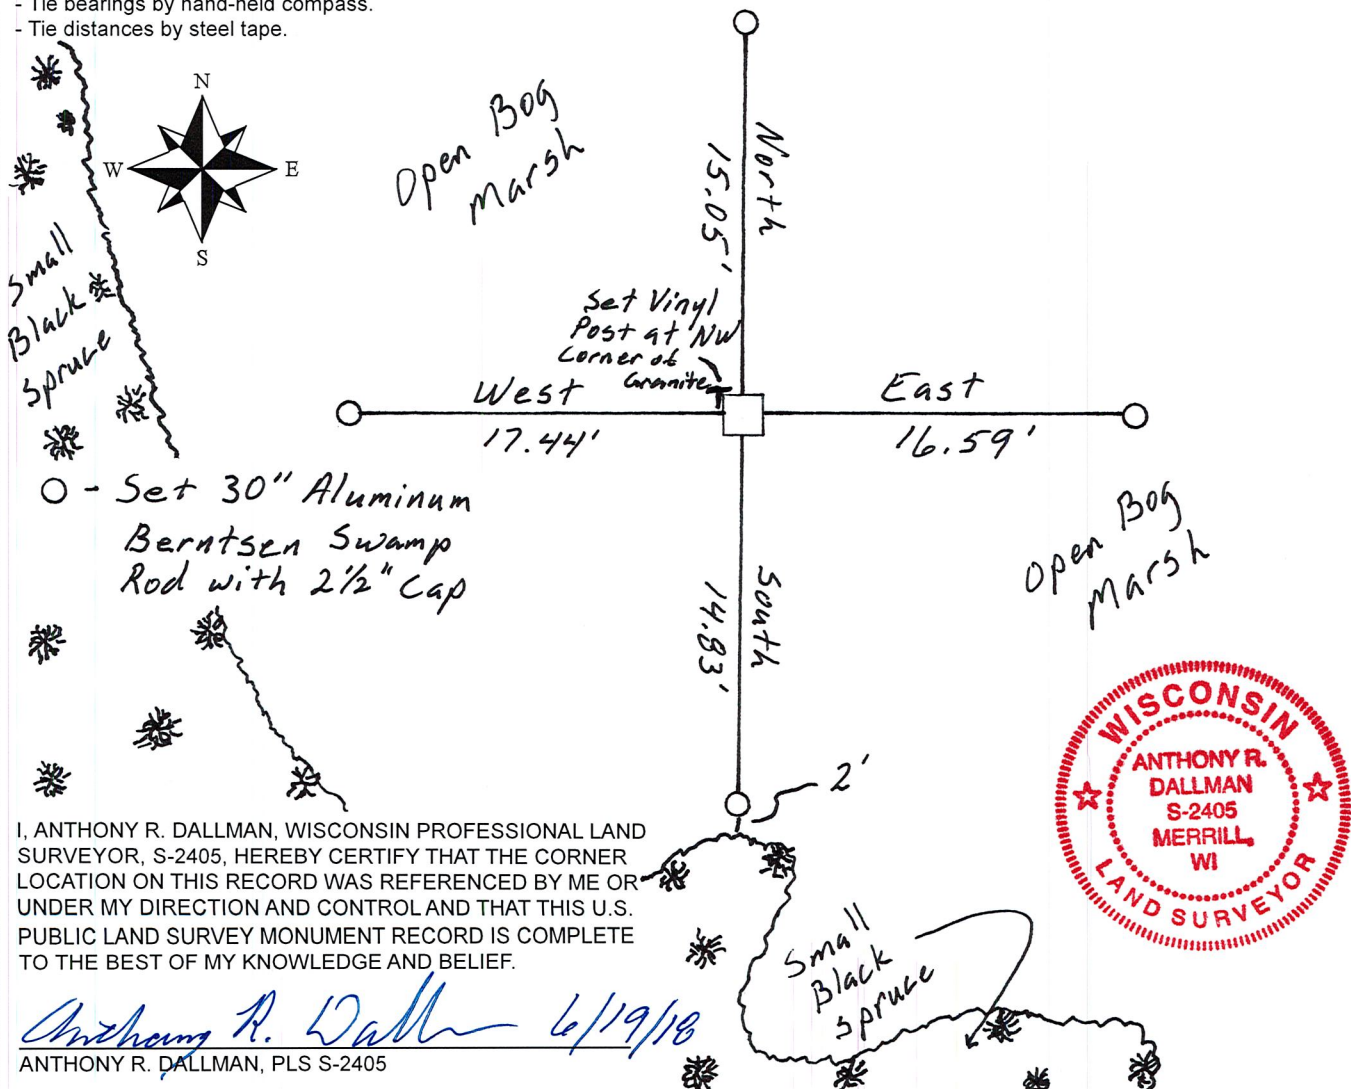 - Tie bearings by hand-held compass.
- Tie distances by steel tape.
N
W
E
S
Open Bog
Marsh
North
15.05'
Small
Black
Spruce
Set Vinyl
Post at NW
Corner of
Granite
West
17.44'
East
16.59'
O - Set 30" Aluminum
Berntsen Swamp
Rod with 2 1/2" Cap
South
14.83'
Open Bog
Marsh
2'
WISCONSIN
ANTHONY R.
DALLMAN
S-2405
MERRILL,
WI
LAND SURVEYOR
I, ANTHONY R. DALLMAN, WISCONSIN PROFESSIONAL LAND
SURVEYOR, S-2405, HEREBY CERTIFY THAT THE CORNER
LOCATION ON THIS RECORD WAS REFERENCED BY ME OR
UNDER MY DIRECTION AND CONTROL AND THAT THIS U.S.
PUBLIC LAND SURVEY MONUMENT RECORD IS COMPLETE
TO THE BEST OF MY KNOWLEDGE AND BELIEF.
Small
Black
Spruce
Anthony R. Dallman 6/19/18
ANTHONY R. DALLMAN, PLS S-2405